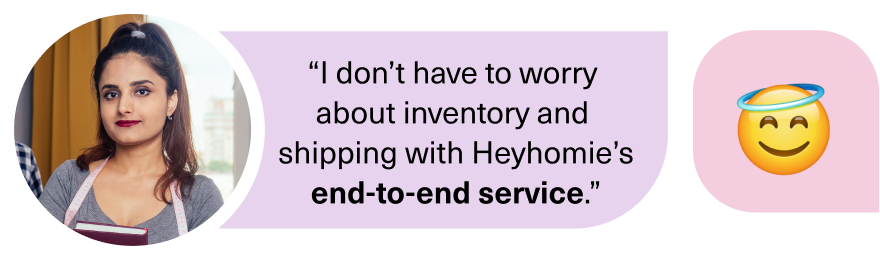 “I don’t have to worry
about inventory and
shipping with Heyhomie’s
end-to-end service.”